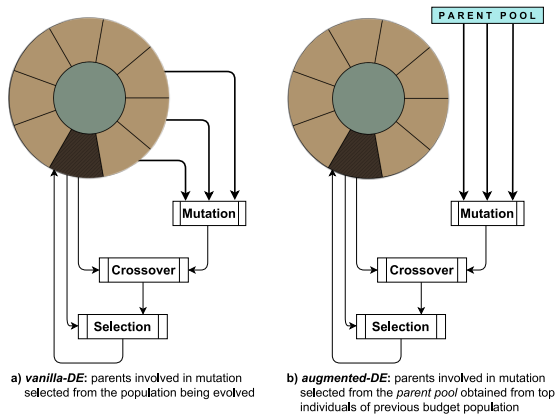 PARENT POOL
Mutation
Crossover
Selection
a) vanilla-DE: parents involved in mutation
selected from the population being evolved
Mutation
Crossover
Selection
b) augmented-DE: parents involved in mutation
selected from the parent pool obtained from top
individuals of previous budget population